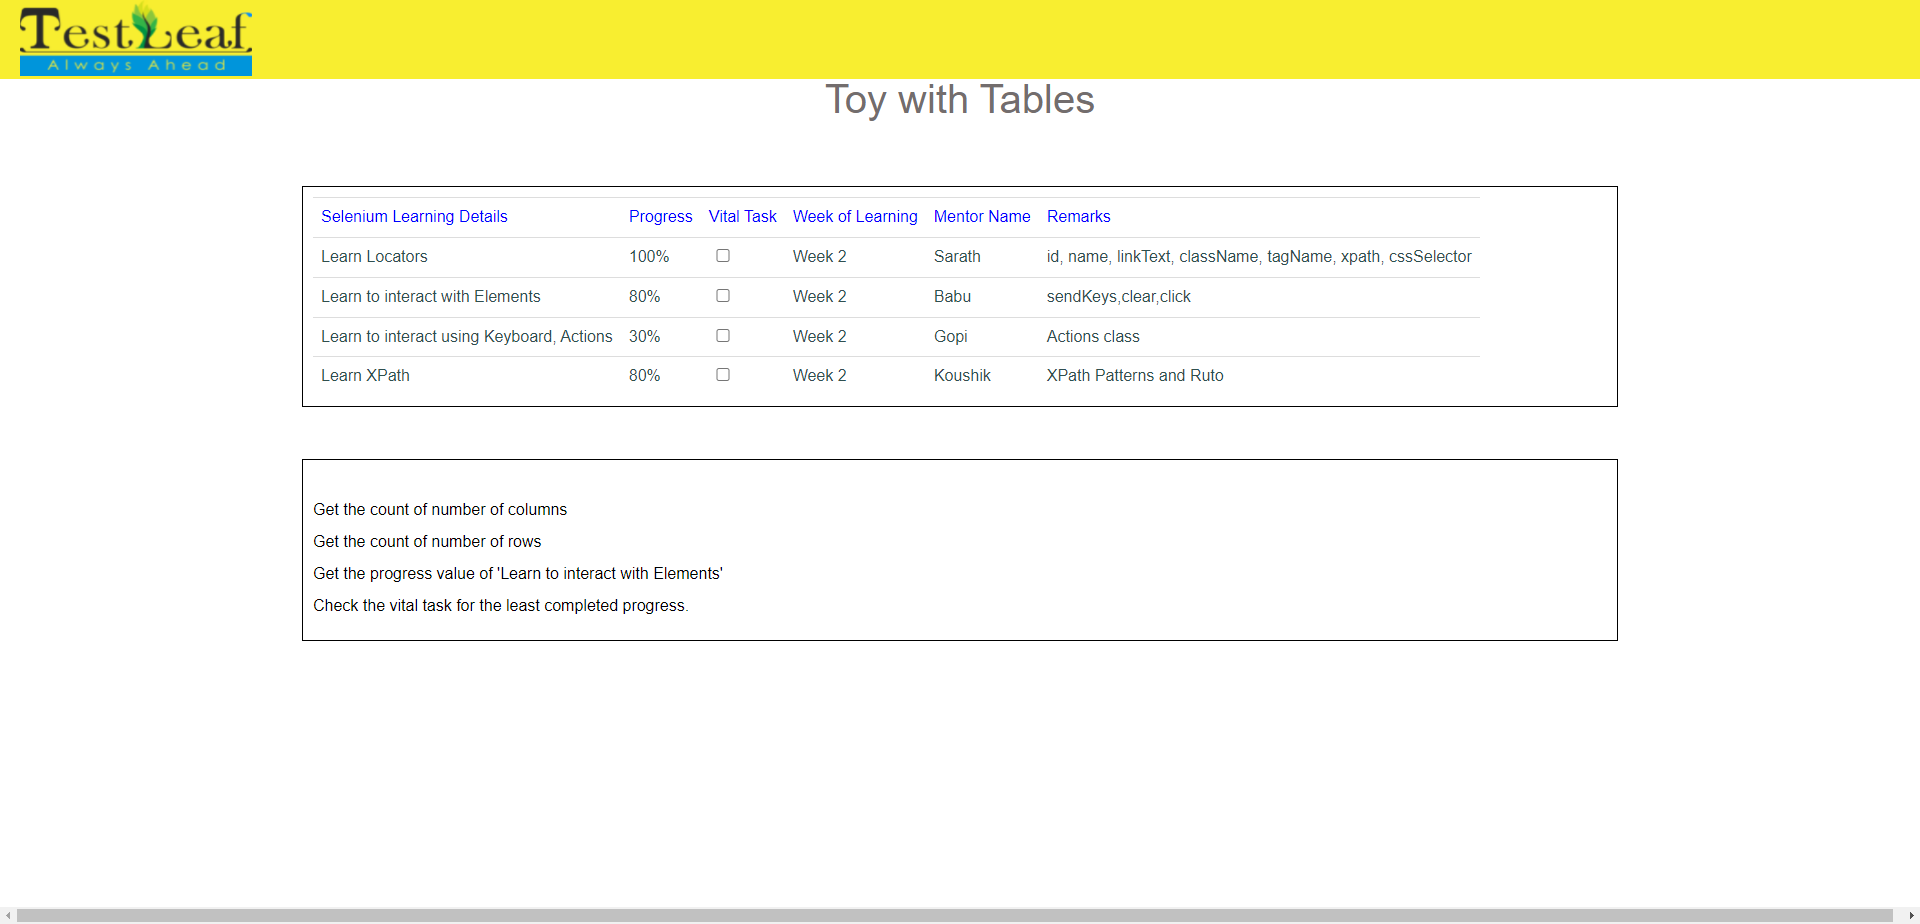 TestLeaf
Always Ahead
Toy with Tables
Selenium Learning Details Progress Vital Task Week of Learning Mentor Name Remarks
Learn Locators 100% Week 2 Sarath id, name, linkText, className, tagName, xpath, cssSelector
Learn to interact with Elements 80% Week 2 Babu sendKeys,clear,click
Learn to interact using Keyboard, Actions 30% Week 2 Gopi Actions class
Learn XPath 80% Week 2 Koushik XPath Patterns and Ruto
Get the count of number of columns
Get the count of number of rows
Get the progress value of 'Learn to interact with Elements'
Check the vital task for the least completed progress.